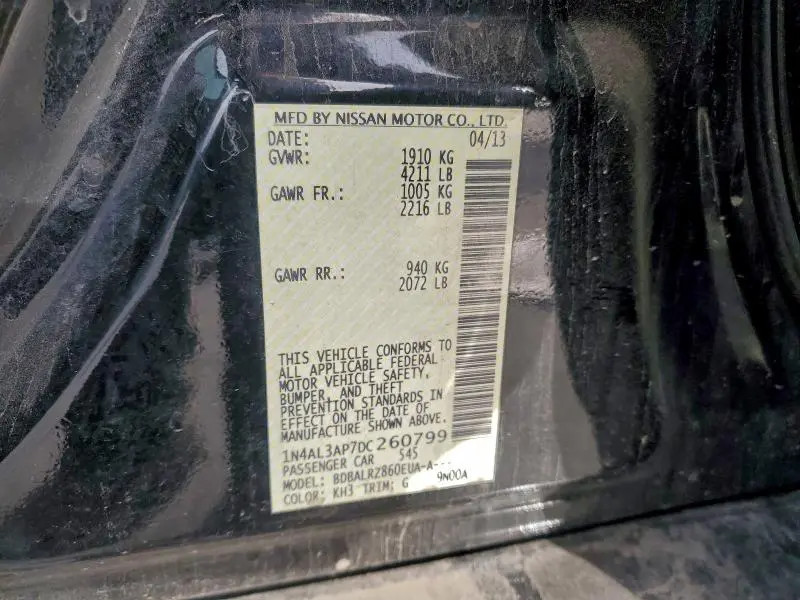 MFD BY NISSAN MOTOR CO., LTD.
DATE: 04/13
GVWR: 1910 KG
4211 LB
GAWR FR.: 1005 KG
2216 LB
GAWR RR.: 940 KG
2072 LB
THIS VEHICLE CONFORMS TO
ALL APPLICABLE FEDERAL
MOTOR VEHICLE SAFETY,
BUMPER, AND THEFT
PREVENTION STANDARDS IN
EFFECT ON THE DATE OF
MANUFACTURE SHOWN ABOVE.
1N4AL3AP7DC260799
PASSENGER CAR 545
MODEL: BDBALRZ860EUA-A---
COLOR: KH3 TRIM: G 9N00A